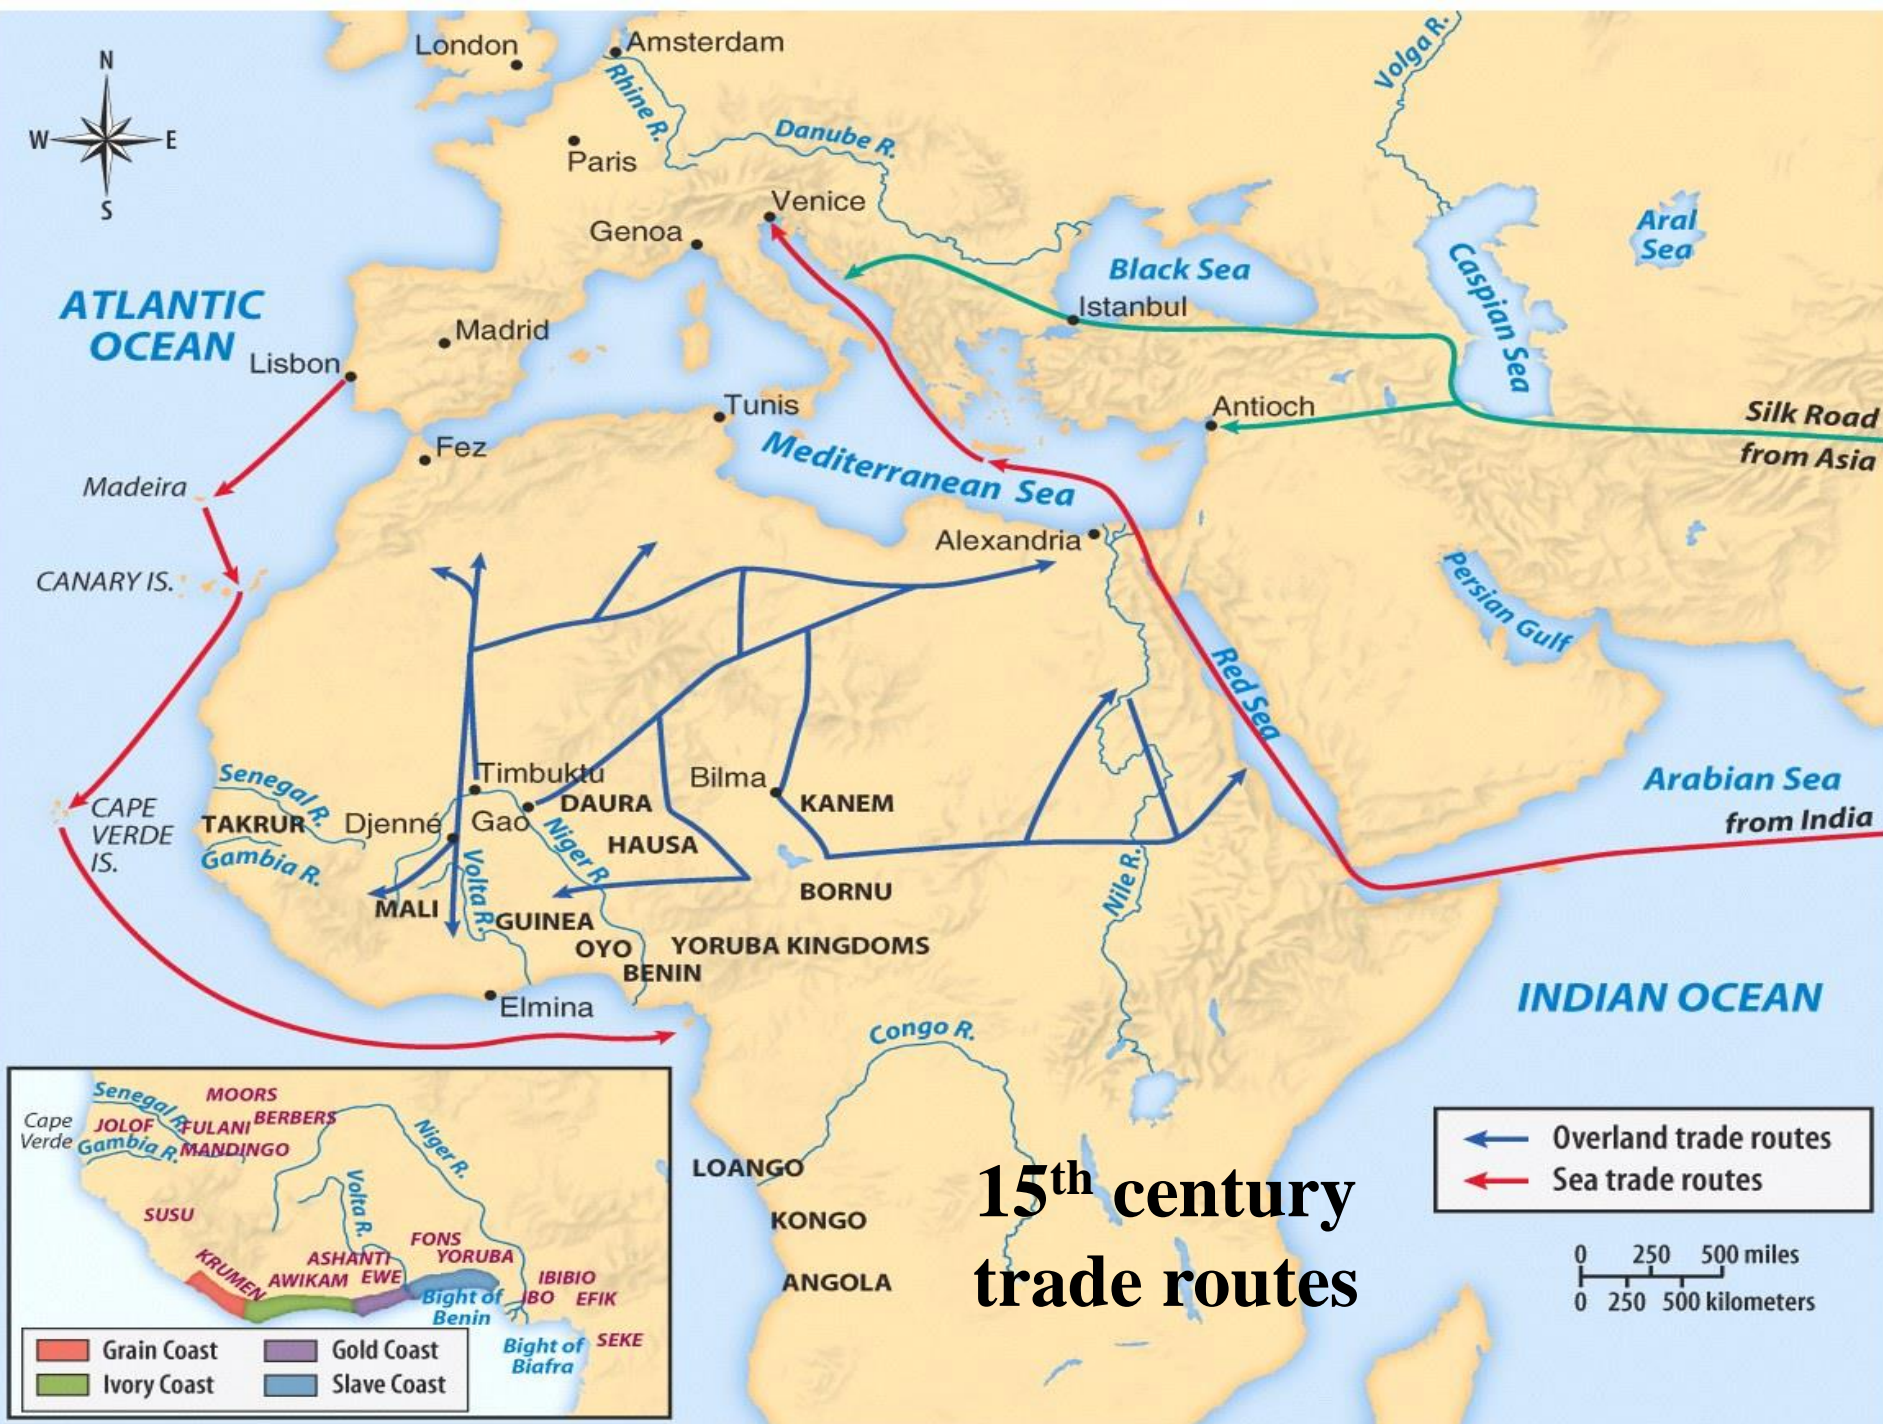 London
Amsterdam
Rhine R.
Volga R.
N
W
E
S
Paris
Danube R.
Venice
Genoa
Black Sea
Caspian Sea
Aral
Sea
ATLANTIC
OCEAN
Madrid
Istanbul
Lisbon
Tunis
Antioch
Silk Road
from Asia
Fez
Mediterranean Sea
Madeira
Alexandria
CANARY IS.
Persian Gulf
Red Sea
Senegal R.
Timbuktu
Bilma
Arabian Sea
from India
CAPE
VERDE
IS.
TAKRUR
Djenné
Gao
DAURA
KANEM
Gambia R.
Volta R.
Niger R.
HAUSA
Nile R.
MALI
GUINEA
BORNU
OYO
YORUBA KINGDOMS
BENIN
Elmina
INDIAN OCEAN
Congo R.
LOANGO
KONGO
ANGOLA
15th century
trade routes
Overland trade routes
Sea trade routes
0 250 500 miles
0 250 500 kilometers
Cape
Verde
Senegal R.
MOORS
JOLOF
FULANI
BERBERS
Gambia R.
MANDINGO
Niger R.
Volta R.
SUSU
FONS
YORUBA
ASHANTI
KRUMEN
AWIKAM
EWE
IBIBIO
IBO
EFIK
Bight of
Benin
SEKE
Bight of
Biafra
Grain Coast
Gold Coast
Ivory Coast
Slave Coast